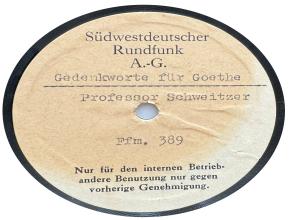 Südwestdeutscher
Rundfunk
A.-G.
Gedenkworte für Goethe
Professor Schweitzer
Ffm. 389
Nur für den internen Betrieb-
andere Benutzung nur gegen
vorherige Genehmigung.